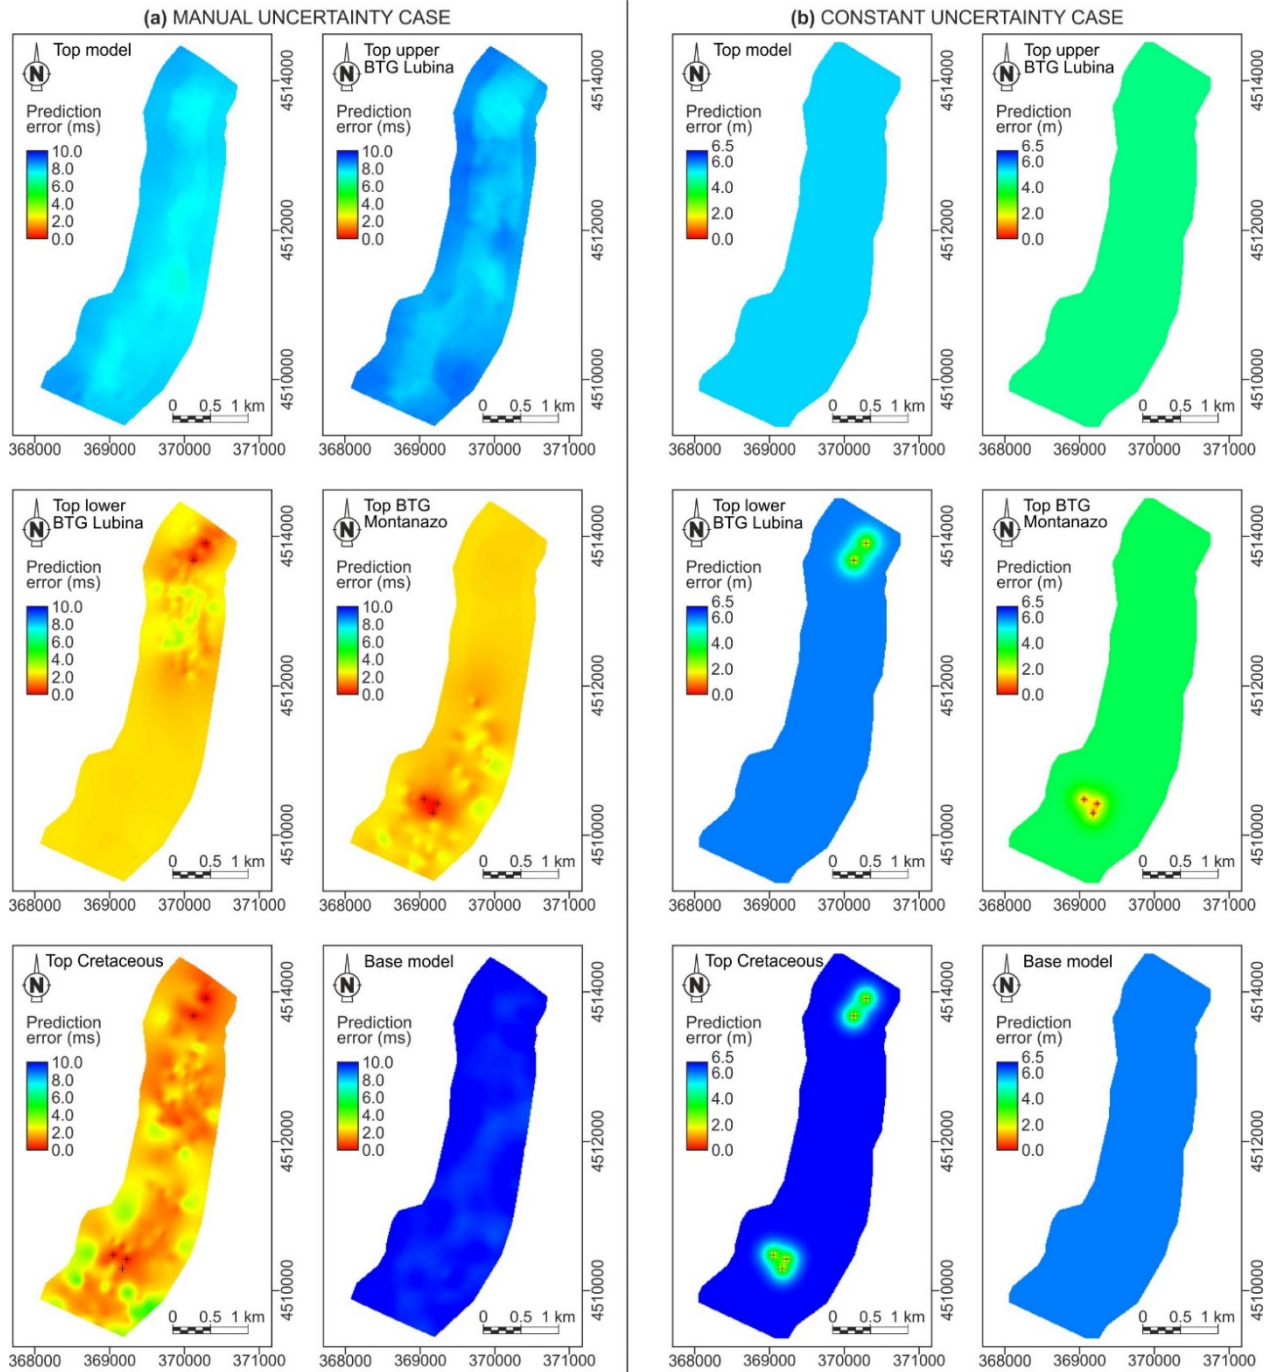 (a) MANUAL UNCERTAINTY CASE
(b) CONSTANT UNCERTAINTY CASE
N
Top model
Prediction
error (ms)
10.0
8.0
6.0
4.0
2.0
0.0
4514000
4512000
4510000
0 0.5 1 km
368000 369000 370000 371000
N
Top upper
BTG Lubina
Prediction
error (ms)
10.0
8.0
6.0
4.0
2.0
0.0
4514000
4512000
4510000
0 0.5 1 km
368000 369000 370000 371000
N
Top model
Prediction
error (m)
6.5
6.0
4.0
2.0
0.0
4514000
4512000
4510000
0 0.5 1 km
368000 369000 370000 371000
N
Top upper
BTG Lubina
Prediction
error (m)
6.5
6.0
4.0
2.0
0.0
4514000
4512000
4510000
0 0.5 1 km
368000 369000 370000 371000
N
Top lower
BTG Lubina
Prediction
error (ms)
10.0
8.0
6.0
4.0
2.0
0.0
4514000
4512000
4510000
0 0.5 1 km
368000 369000 370000 371000
N
Top BTG
Montanazo
Prediction
error (ms)
10.0
8.0
6.0
4.0
2.0
0.0
4514000
4512000
4510000
0 0.5 1 km
368000 369000 370000 371000
N
Top lower
BTG Lubina
Prediction
error (m)
6.5
6.0
4.0
2.0
0.0
4514000
4512000
4510000
0 0.5 1 km
368000 369000 370000 371000
N
Top BTG
Montanazo
Prediction
error (m)
6.5
6.0
4.0
2.0
0.0
4514000
4512000
4510000
0 0.5 1 km
368000 369000 370000 371000
N
Top Cretaceous
Prediction
error (ms)
10.0
8.0
6.0
4.0
2.0
0.0
4514000
4512000
4510000
0 0.5 1 km
368000 369000 370000 371000
N
Base model
Prediction
error (ms)
10.0
8.0
6.0
4.0
2.0
0.0
4514000
4512000
4510000
0 0.5 1 km
368000 369000 370000 371000
N
Top Cretaceous
Prediction
error (m)
6.5
6.0
4.0
2.0
0.0
4514000
4512000
4510000
0 0.5 1 km
368000 369000 370000 371000
N
Base model
Prediction
error (m)
6.5
6.0
4.0
2.0
0.0
4514000
4512000
4510000
0 0.5 1 km
368000 369000 370000 371000